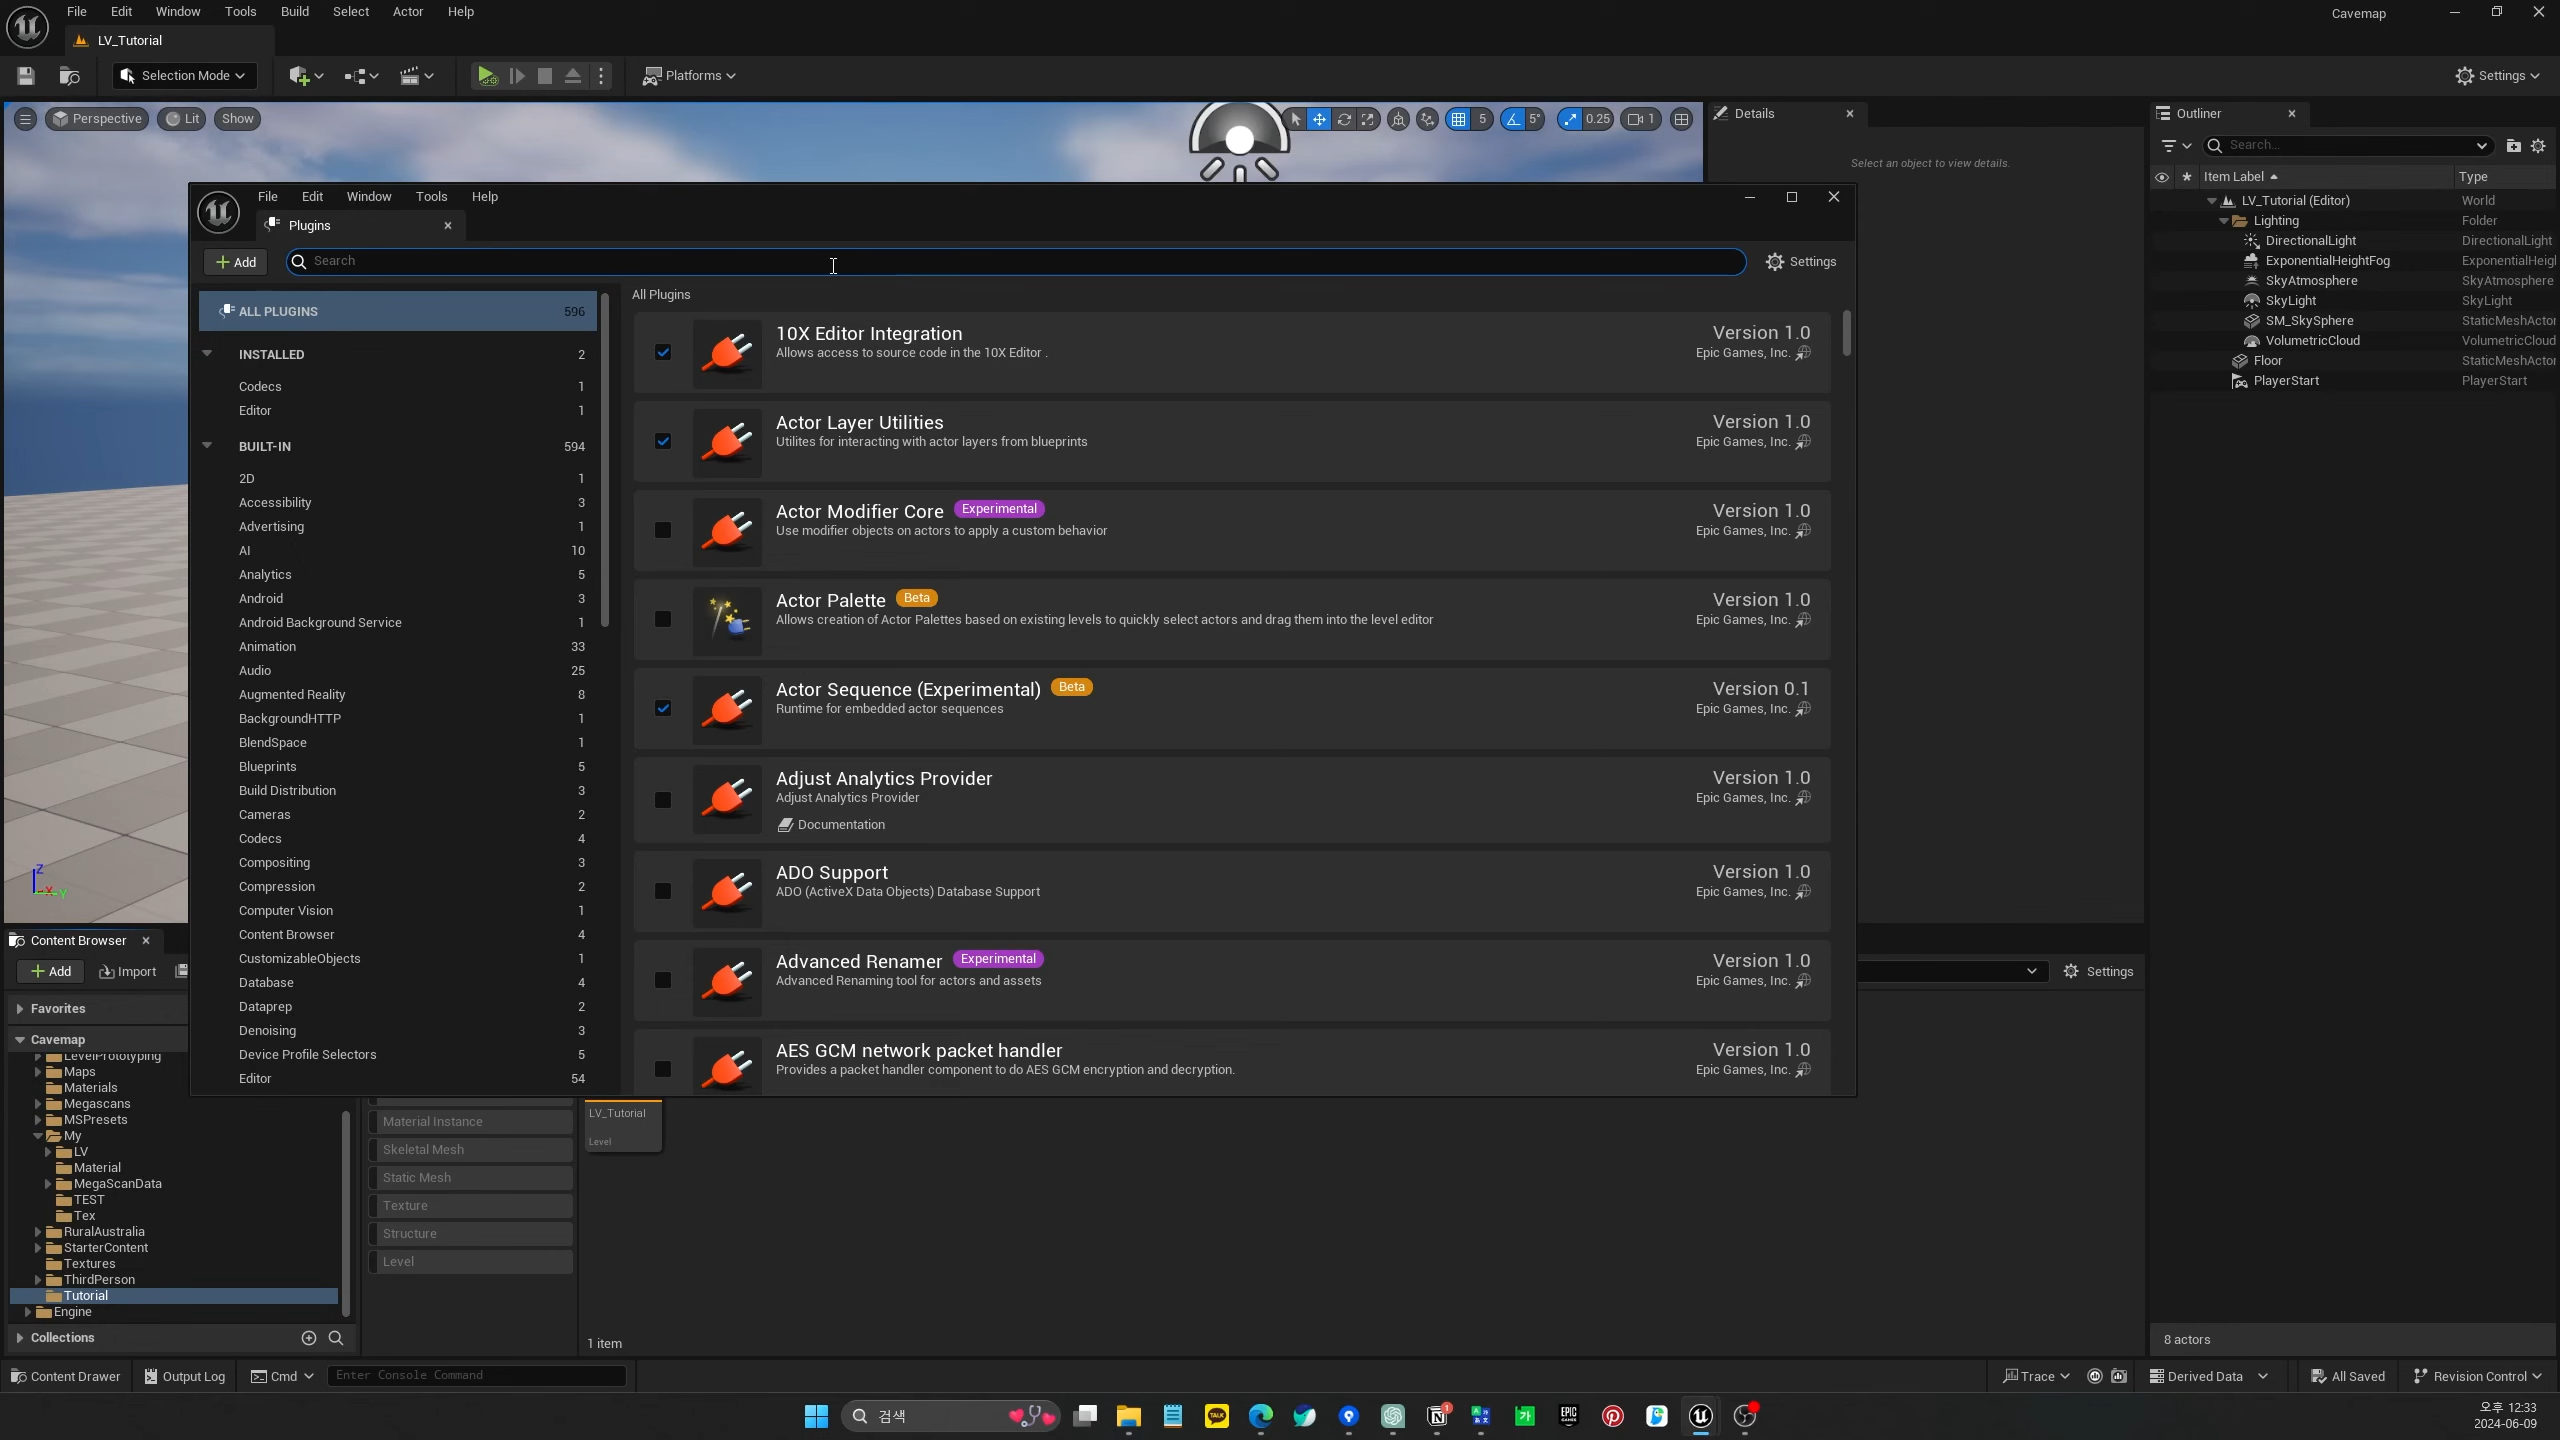 File Edit Window Tools Build Select Actor Help
Cavemap
LV_Tutorial
Selection Mode
Platforms
Settings
Perspective Lit Show
5 5° 0.25 1
Details
Select an object to view details.
Outliner
Search...
Item Label Type
LV_Tutorial (Editor) World
Lighting Folder
DirectionalLight DirectionalLight
ExponentialHeightFog ExponentialHeigl
SkyAtmosphere SkyAtmosphere
SkyLight SkyLight
SM_SkySphere StaticMeshActor
VolumetricCloud VolumetricCloud
Floor StaticMeshActor
PlayerStart PlayerStart
8 actors
File Edit Window Tools Help
Plugins
Add
Search
Settings
ALL PLUGINS 596
INSTALLED 2
Codecs 1
Editor 1
BUILT-IN 594
2D 1
Accessibility 3
Advertising 1
AI 10
Analytics 5
Android 3
Android Background Service 1
Animation 33
Audio 25
Augmented Reality 8
BackgroundHTTP 1
BlendSpace 1
Blueprints 5
Build Distribution 3
Cameras 2
Codecs 4
Compositing 3
Compression 2
Computer Vision 1
Content Browser 4
CustomizableObjects 1
Database 4
Dataprep 2
Denoising 3
Device Profile Selectors 5
Editor 54
All Plugins
10X Editor Integration Version 1.0
Allows access to source code in the 10X Editor . Epic Games, Inc.
Actor Layer Utilities Version 1.0
Utilites for interacting with actor layers from blueprints Epic Games, Inc.
Actor Modifier Core Experimental Version 1.0
Use modifier objects on actors to apply a custom behavior Epic Games, Inc.
Actor Palette Beta Version 1.0
Allows creation of Actor Palettes based on existing levels to quickly select actors and drag them into the level editor Epic Games, Inc.
Actor Sequence (Experimental) Beta Version 0.1
Runtime for embedded actor sequences Epic Games, Inc.
Adjust Analytics Provider Version 1.0
Adjust Analytics Provider Epic Games, Inc.
Documentation
ADO Support Version 1.0
ADO (ActiveX Data Objects) Database Support Epic Games, Inc.
Advanced Renamer Experimental Version 1.0
Advanced Renaming tool for actors and assets Epic Games, Inc.
AES GCM network packet handler Version 1.0
Provides a packet handler component to do AES GCM encryption and decryption. Epic Games, Inc.
Z
X Y
Content Browser
Add Import
Settings
Favorites
Cavemap
LevelPrototyping
Maps
Materials
Megascans
MSPresets
My
LV
Material
MegaScanData
TEST
Tex
RuralAustralia
StarterContent
Textures
ThirdPerson
Tutorial
Engine
Collections
Material Instance
Skeletal Mesh
Static Mesh
Texture
Structure
Level
LV_Tutorial
Level
1 item
Content Drawer Output Log Cmd Enter Console Command
Trace Derived Data All Saved Revision Control
검색
TALK
가
EPIC GAMES
1
오후 12:33
2024-06-09